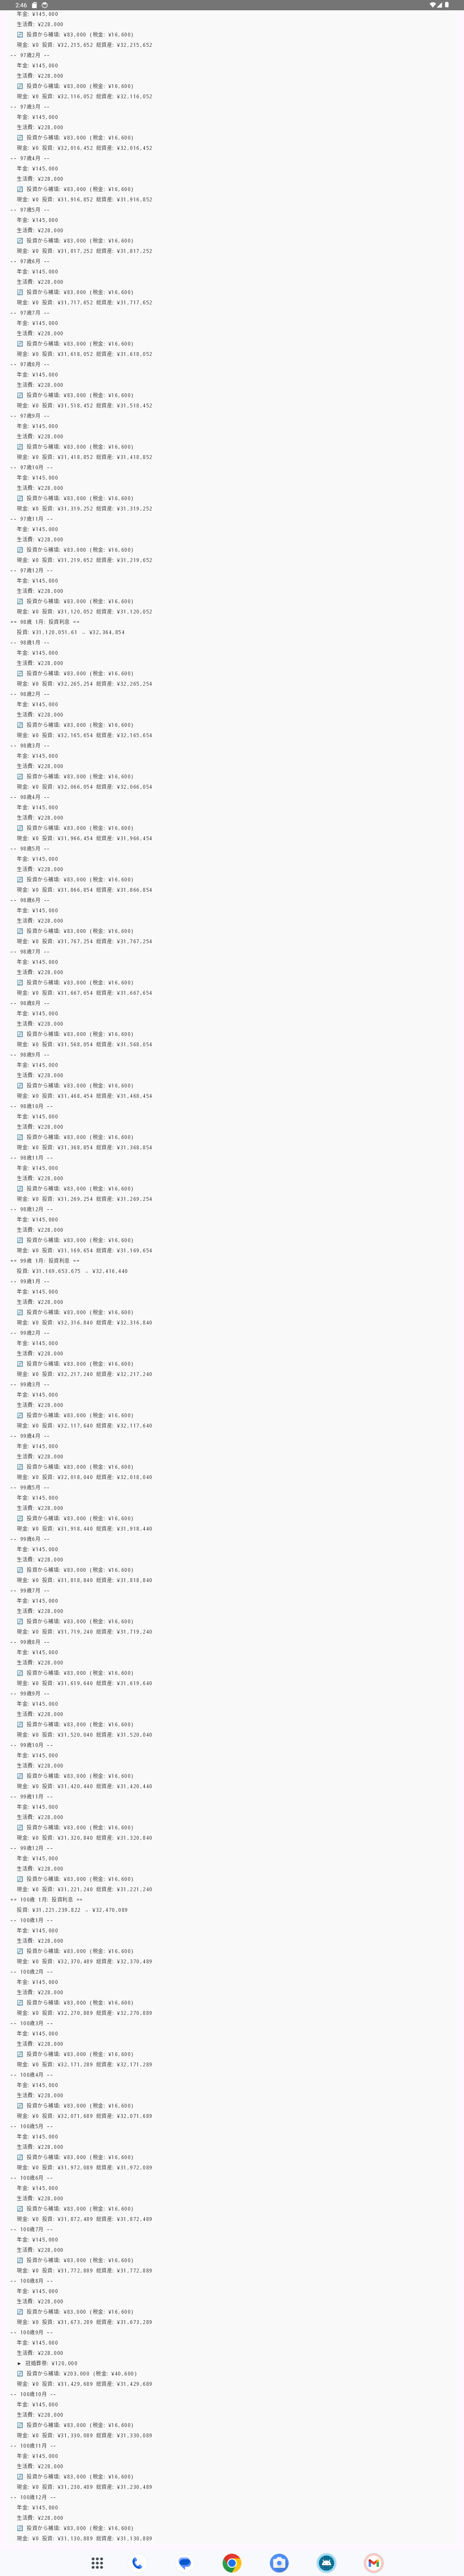 2:46
年金: ¥145,000
生活費: ¥228,000
🔄 投資から補填: ¥83,000 (税金: ¥16,600)
現金: ¥0 投資: ¥32,215,652 総資産: ¥32,215,652
-- 97歳2月 --
年金: ¥145,000
生活費: ¥228,000
🔄 投資から補填: ¥83,000 (税金: ¥16,600)
現金: ¥0 投資: ¥32,116,052 総資産: ¥32,116,052
-- 97歳3月 --
年金: ¥145,000
生活費: ¥228,000
🔄 投資から補填: ¥83,000 (税金: ¥16,600)
現金: ¥0 投資: ¥32,016,452 総資産: ¥32,016,452
-- 97歳4月 --
年金: ¥145,000
生活費: ¥228,000
🔄 投資から補填: ¥83,000 (税金: ¥16,600)
現金: ¥0 投資: ¥31,916,852 総資産: ¥31,916,852
-- 97歳5月 --
年金: ¥145,000
生活費: ¥228,000
🔄 投資から補填: ¥83,000 (税金: ¥16,600)
現金: ¥0 投資: ¥31,817,252 総資産: ¥31,817,252
-- 97歳6月 --
年金: ¥145,000
生活費: ¥228,000
🔄 投資から補填: ¥83,000 (税金: ¥16,600)
現金: ¥0 投資: ¥31,717,652 総資産: ¥31,717,652
-- 97歳7月 --
年金: ¥145,000
生活費: ¥228,000
🔄 投資から補填: ¥83,000 (税金: ¥16,600)
現金: ¥0 投資: ¥31,618,052 総資産: ¥31,618,052
-- 97歳8月 --
年金: ¥145,000
生活費: ¥228,000
🔄 投資から補填: ¥83,000 (税金: ¥16,600)
現金: ¥0 投資: ¥31,518,452 総資産: ¥31,518,452
-- 97歳9月 --
年金: ¥145,000
生活費: ¥228,000
🔄 投資から補填: ¥83,000 (税金: ¥16,600)
現金: ¥0 投資: ¥31,418,852 総資産: ¥31,418,852
-- 97歳10月 --
年金: ¥145,000
生活費: ¥228,000
🔄 投資から補填: ¥83,000 (税金: ¥16,600)
現金: ¥0 投資: ¥31,319,252 総資産: ¥31,319,252
-- 97歳11月 --
年金: ¥145,000
生活費: ¥228,000
🔄 投資から補填: ¥83,000 (税金: ¥16,600)
現金: ¥0 投資: ¥31,219,652 総資産: ¥31,219,652
-- 97歳12月 --
年金: ¥145,000
生活費: ¥228,000
🔄 投資から補填: ¥83,000 (税金: ¥16,600)
現金: ¥0 投資: ¥31,120,052 総資産: ¥31,120,052
== 98歳 1月: 投資利息 ==
投資: ¥31,120,051.61 → ¥32,364,854
-- 98歳1月 --
年金: ¥145,000
生活費: ¥228,000
🔄 投資から補填: ¥83,000 (税金: ¥16,600)
現金: ¥0 投資: ¥32,265,254 総資産: ¥32,265,254
-- 98歳2月 --
年金: ¥145,000
生活費: ¥228,000
🔄 投資から補填: ¥83,000 (税金: ¥16,600)
現金: ¥0 投資: ¥32,165,654 総資産: ¥32,165,654
-- 98歳3月 --
年金: ¥145,000
生活費: ¥228,000
🔄 投資から補填: ¥83,000 (税金: ¥16,600)
現金: ¥0 投資: ¥32,066,054 総資産: ¥32,066,054
-- 98歳4月 --
年金: ¥145,000
生活費: ¥228,000
🔄 投資から補填: ¥83,000 (税金: ¥16,600)
現金: ¥0 投資: ¥31,966,454 総資産: ¥31,966,454
-- 98歳5月 --
年金: ¥145,000
生活費: ¥228,000
🔄 投資から補填: ¥83,000 (税金: ¥16,600)
現金: ¥0 投資: ¥31,866,854 総資産: ¥31,866,854
-- 98歳6月 --
年金: ¥145,000
生活費: ¥228,000
🔄 投資から補填: ¥83,000 (税金: ¥16,600)
現金: ¥0 投資: ¥31,767,254 総資産: ¥31,767,254
-- 98歳7月 --
年金: ¥145,000
生活費: ¥228,000
🔄 投資から補填: ¥83,000 (税金: ¥16,600)
現金: ¥0 投資: ¥31,667,654 総資産: ¥31,667,654
-- 98歳8月 --
年金: ¥145,000
生活費: ¥228,000
🔄 投資から補填: ¥83,000 (税金: ¥16,600)
現金: ¥0 投資: ¥31,568,054 総資産: ¥31,568,054
-- 98歳9月 --
年金: ¥145,000
生活費: ¥228,000
🔄 投資から補填: ¥83,000 (税金: ¥16,600)
現金: ¥0 投資: ¥31,468,454 総資産: ¥31,468,454
-- 98歳10月 --
年金: ¥145,000
生活費: ¥228,000
🔄 投資から補填: ¥83,000 (税金: ¥16,600)
現金: ¥0 投資: ¥31,368,854 総資産: ¥31,368,854
-- 98歳11月 --
年金: ¥145,000
生活費: ¥228,000
🔄 投資から補填: ¥83,000 (税金: ¥16,600)
現金: ¥0 投資: ¥31,269,254 総資産: ¥31,269,254
-- 98歳12月 --
年金: ¥145,000
生活費: ¥228,000
🔄 投資から補填: ¥83,000 (税金: ¥16,600)
現金: ¥0 投資: ¥31,169,654 総資産: ¥31,169,654
== 99歳 1月: 投資利息 ==
投資: ¥31,169,653.675 → ¥32,416,440
-- 99歳1月 --
年金: ¥145,000
生活費: ¥228,000
🔄 投資から補填: ¥83,000 (税金: ¥16,600)
現金: ¥0 投資: ¥32,316,840 総資産: ¥32,316,840
-- 99歳2月 --
年金: ¥145,000
生活費: ¥228,000
🔄 投資から補填: ¥83,000 (税金: ¥16,600)
現金: ¥0 投資: ¥32,217,240 総資産: ¥32,217,240
-- 99歳3月 --
年金: ¥145,000
生活費: ¥228,000
🔄 投資から補填: ¥83,000 (税金: ¥16,600)
現金: ¥0 投資: ¥32,117,640 総資産: ¥32,117,640
-- 99歳4月 --
年金: ¥145,000
生活費: ¥228,000
🔄 投資から補填: ¥83,000 (税金: ¥16,600)
現金: ¥0 投資: ¥32,018,040 総資産: ¥32,018,040
-- 99歳5月 --
年金: ¥145,000
生活費: ¥228,000
🔄 投資から補填: ¥83,000 (税金: ¥16,600)
現金: ¥0 投資: ¥31,918,440 総資産: ¥31,918,440
-- 99歳6月 --
年金: ¥145,000
生活費: ¥228,000
🔄 投資から補填: ¥83,000 (税金: ¥16,600)
現金: ¥0 投資: ¥31,818,840 総資産: ¥31,818,840
-- 99歳7月 --
年金: ¥145,000
生活費: ¥228,000
🔄 投資から補填: ¥83,000 (税金: ¥16,600)
現金: ¥0 投資: ¥31,719,240 総資産: ¥31,719,240
-- 99歳8月 --
年金: ¥145,000
生活費: ¥228,000
🔄 投資から補填: ¥83,000 (税金: ¥16,600)
現金: ¥0 投資: ¥31,619,640 総資産: ¥31,619,640
-- 99歳9月 --
年金: ¥145,000
生活費: ¥228,000
🔄 投資から補填: ¥83,000 (税金: ¥16,600)
現金: ¥0 投資: ¥31,520,040 総資産: ¥31,520,040
-- 99歳10月 --
年金: ¥145,000
生活費: ¥228,000
🔄 投資から補填: ¥83,000 (税金: ¥16,600)
現金: ¥0 投資: ¥31,420,440 総資産: ¥31,420,440
-- 99歳11月 --
年金: ¥145,000
生活費: ¥228,000
🔄 投資から補填: ¥83,000 (税金: ¥16,600)
現金: ¥0 投資: ¥31,320,840 総資産: ¥31,320,840
-- 99歳12月 --
年金: ¥145,000
生活費: ¥228,000
🔄 投資から補填: ¥83,000 (税金: ¥16,600)
現金: ¥0 投資: ¥31,221,240 総資産: ¥31,221,240
== 100歳 1月: 投資利息 ==
投資: ¥31,221,239.822 → ¥32,470,089
-- 100歳1月 --
年金: ¥145,000
生活費: ¥228,000
🔄 投資から補填: ¥83,000 (税金: ¥16,600)
現金: ¥0 投資: ¥32,370,489 総資産: ¥32,370,489
-- 100歳2月 --
年金: ¥145,000
生活費: ¥228,000
🔄 投資から補填: ¥83,000 (税金: ¥16,600)
現金: ¥0 投資: ¥32,270,889 総資産: ¥32,270,889
-- 100歳3月 --
年金: ¥145,000
生活費: ¥228,000
🔄 投資から補填: ¥83,000 (税金: ¥16,600)
現金: ¥0 投資: ¥32,171,289 総資産: ¥32,171,289
-- 100歳4月 --
年金: ¥145,000
生活費: ¥228,000
🔄 投資から補填: ¥83,000 (税金: ¥16,600)
現金: ¥0 投資: ¥32,071,689 総資産: ¥32,071,689
-- 100歳5月 --
年金: ¥145,000
生活費: ¥228,000
🔄 投資から補填: ¥83,000 (税金: ¥16,600)
現金: ¥0 投資: ¥31,972,089 総資産: ¥31,972,089
-- 100歳6月 --
年金: ¥145,000
生活費: ¥228,000
🔄 投資から補填: ¥83,000 (税金: ¥16,600)
現金: ¥0 投資: ¥31,872,489 総資産: ¥31,872,489
-- 100歳7月 --
年金: ¥145,000
生活費: ¥228,000
🔄 投資から補填: ¥83,000 (税金: ¥16,600)
現金: ¥0 投資: ¥31,772,889 総資産: ¥31,772,889
-- 100歳8月 --
年金: ¥145,000
生活費: ¥228,000
🔄 投資から補填: ¥83,000 (税金: ¥16,600)
現金: ¥0 投資: ¥31,673,289 総資産: ¥31,673,289
-- 100歳9月 --
年金: ¥145,000
生活費: ¥228,000
► 冠婚葬祭: ¥120,000
🔄 投資から補填: ¥203,000 (税金: ¥40,600)
現金: ¥0 投資: ¥31,429,689 総資産: ¥31,429,689
-- 100歳10月 --
年金: ¥145,000
生活費: ¥228,000
🔄 投資から補填: ¥83,000 (税金: ¥16,600)
現金: ¥0 投資: ¥31,330,089 総資産: ¥31,330,089
-- 100歳11月 --
年金: ¥145,000
生活費: ¥228,000
🔄 投資から補填: ¥83,000 (税金: ¥16,600)
現金: ¥0 投資: ¥31,230,489 総資産: ¥31,230,489
-- 100歳12月 --
年金: ¥145,000
生活費: ¥228,000
🔄 投資から補填: ¥83,000 (税金: ¥16,600)
現金: ¥0 投資: ¥31,130,889 総資産: ¥31,130,889